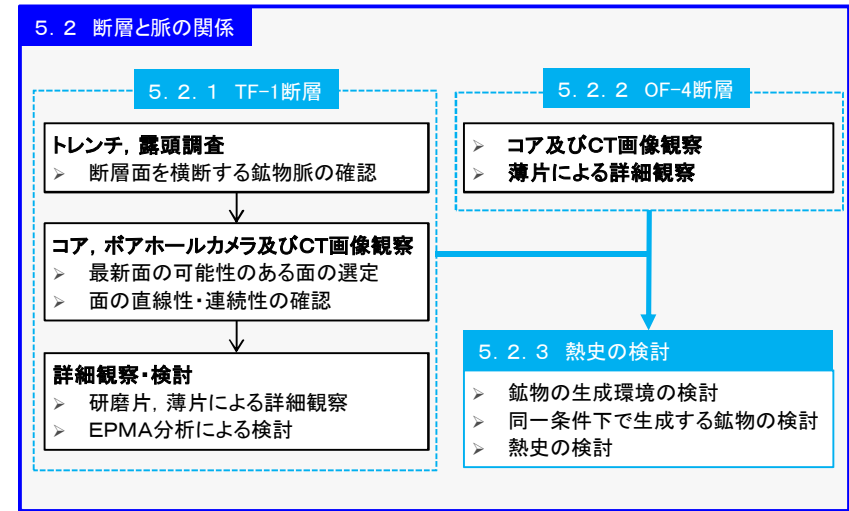 ５．２ 断層と脈の関係
５．２．１ TF-1断層
トレンチ，露頭調査
➢ 断層面を横断する鉱物脈の確認
コア，ボアホールカメラ及びCT画像観察
➢ 最新面の可能性のある面の選定
➢ 面の直線性・連続性の確認
詳細観察・検討
➢ 研磨片，薄片による詳細観察
➢ EPMA分析による検討
５．２．２ OF-4断層
➢ コア及びCT画像観察
➢ 薄片による詳細観察
５．２．３ 熱史の検討
➢ 鉱物の生成環境の検討
➢ 同一条件下で生成する鉱物の検討
➢ 熱史の検討